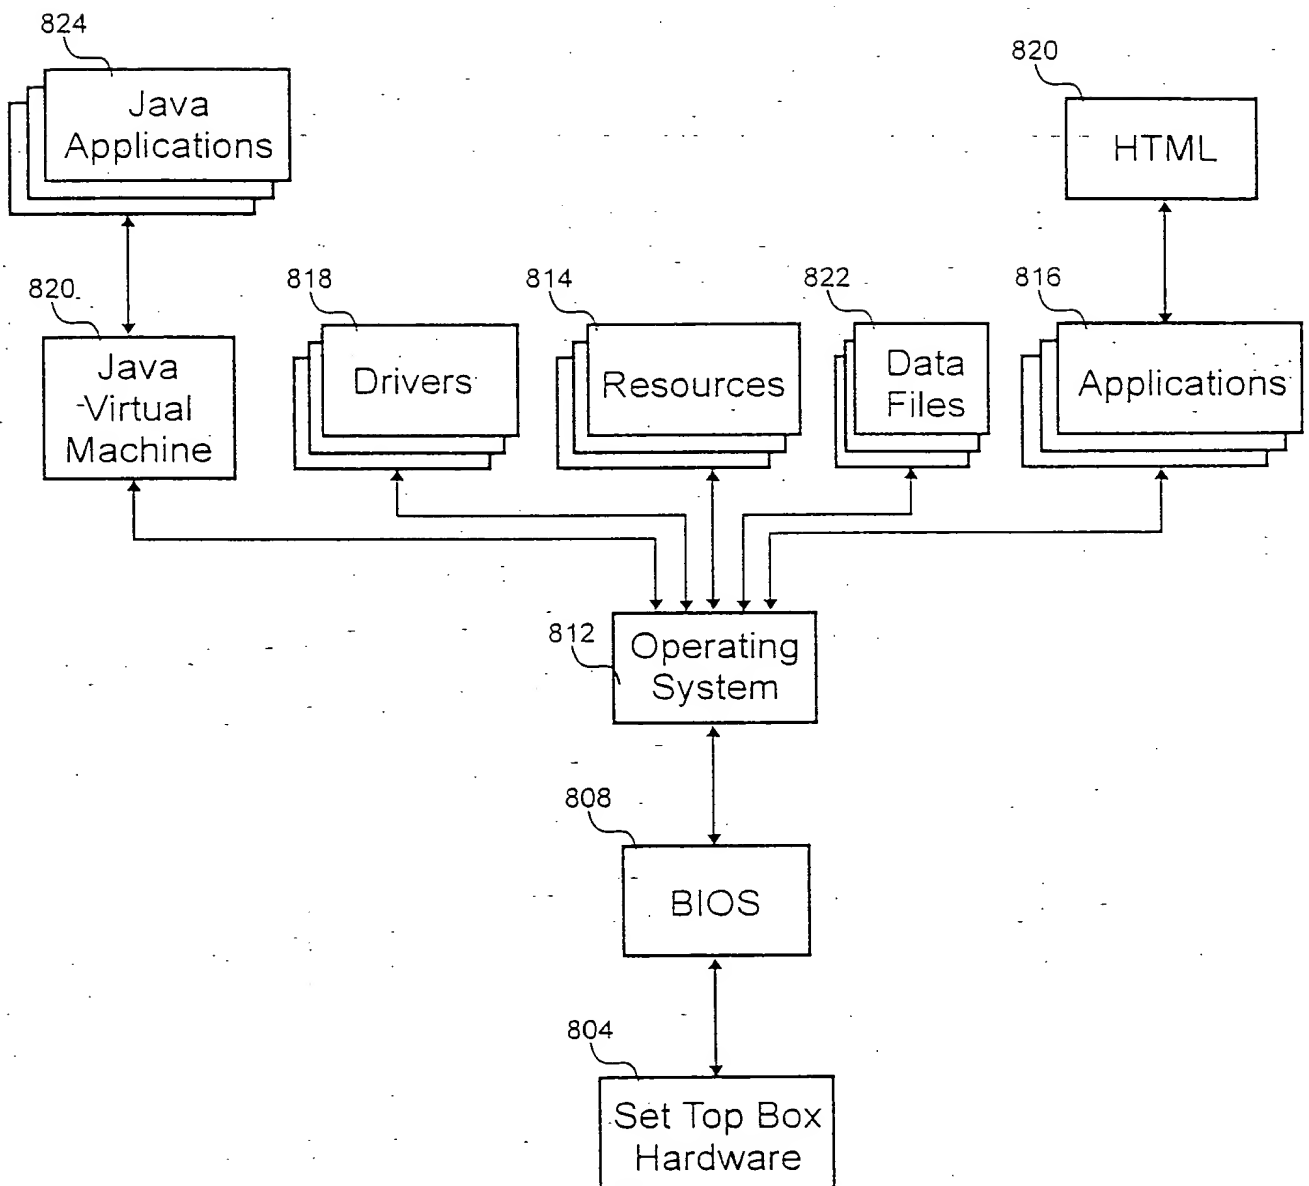 824
Java
Applications
820
HTML
820
Java
Virtual
Machine
818
Drivers
814
Resources
822
Data
Files
816
Applications
812
Operating
System
808
BIOS
804
Set Top Box
Hardware